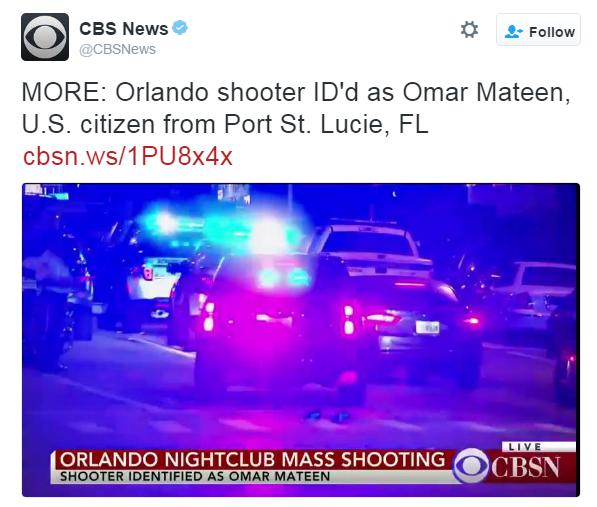 CBS News
@CBSNews
Follow
MORE: Orlando shooter ID'd as Omar Mateen,
U.S. citizen from Port St. Lucie, FL
cbsn.ws/1PU8x4x
LIVE
ORLANDO NIGHTCLUB MASS SHOOTING
SHOOTER IDENTIFIED AS OMAR MATEEN
CBSN